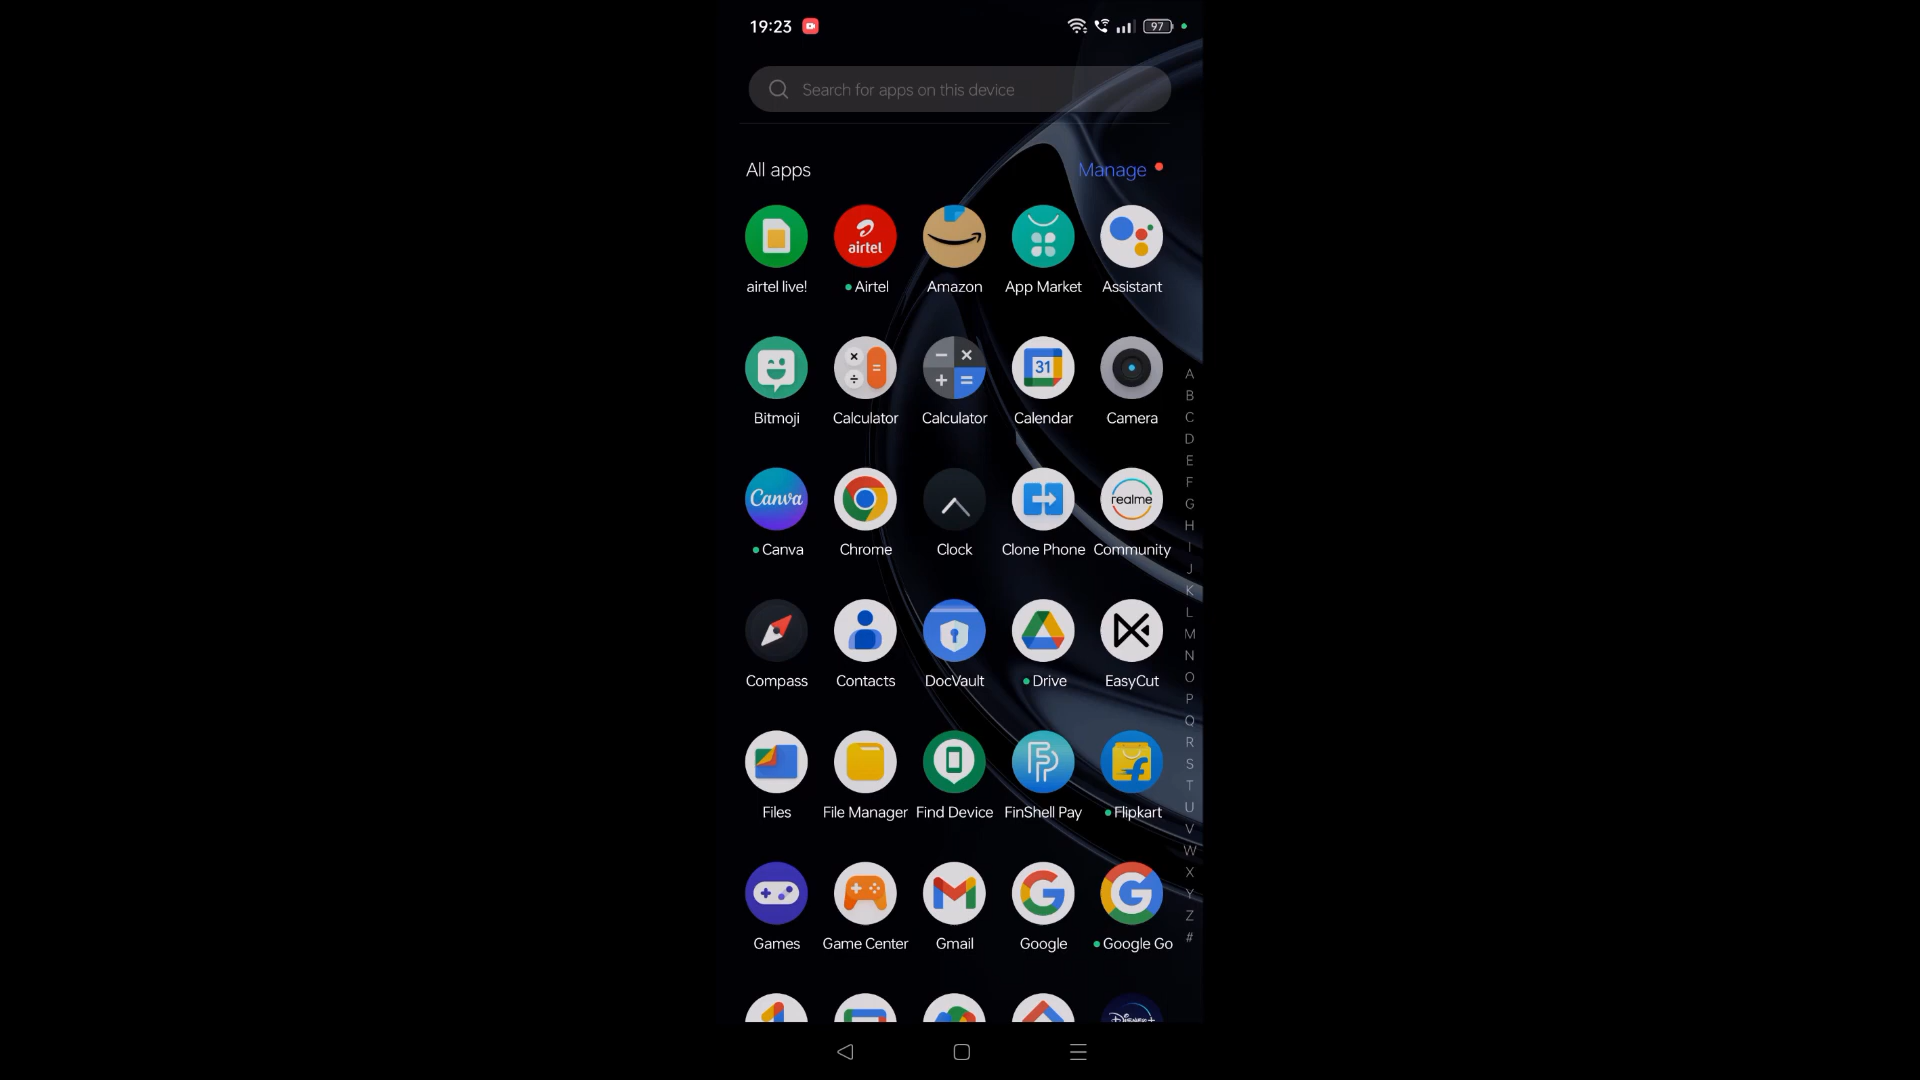 19:23
97
Search for apps on this device
All apps
Manage
airtel
airtel live!
Airtel
Amazon
App Market
Assistant
31
Bitmoji
Calculator
Calculator
Calendar
Camera
Canva
realme
Canva
Chrome
Clock
Clone Phone
Community
Compass
Contacts
DocVault
Drive
EasyCut
Files
File Manager
Find Device
FinShell Pay
Flipkart
Games
Game Center
Gmail
Google
Google Go
A
B
C
D
E
F
G
H
I
J
K
L
M
N
O
P
Q
R
S
T
U
V
W
X
Y
Z
#